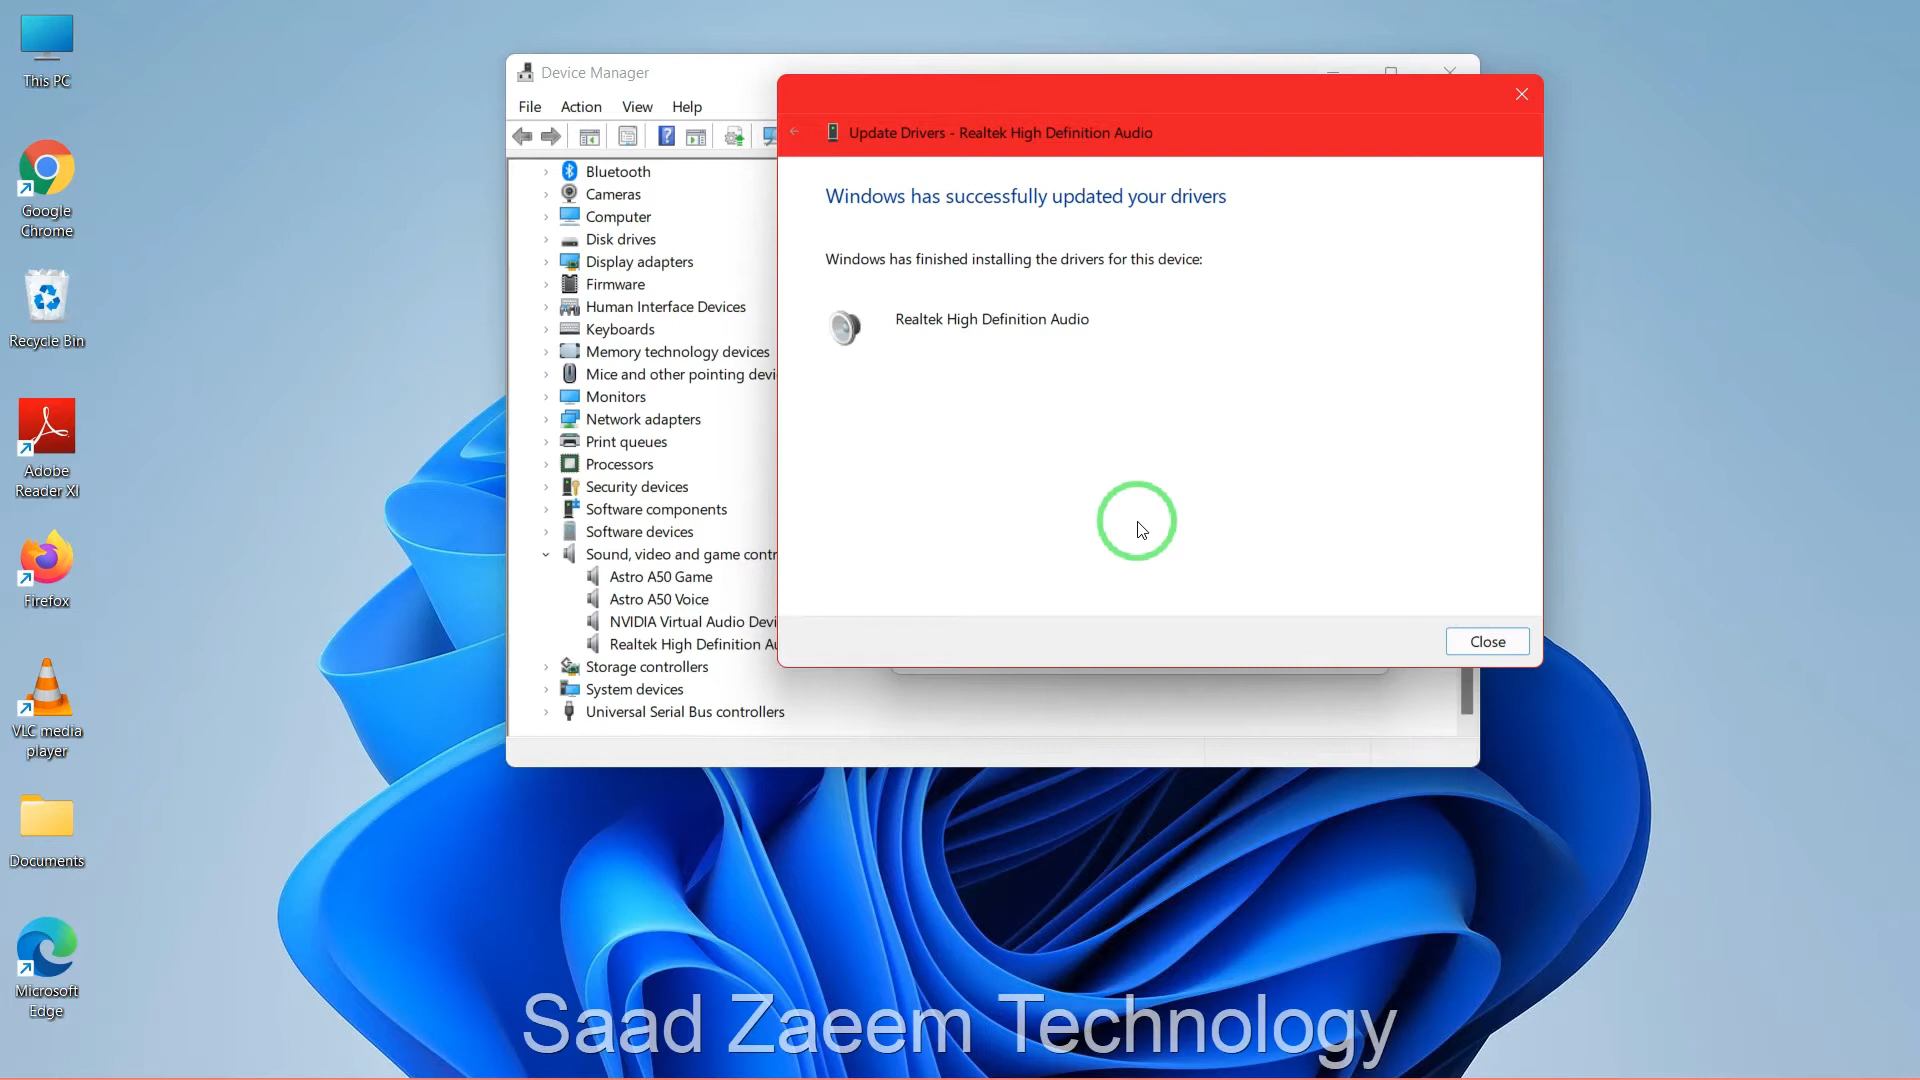 This PC
Google
Chrome
Recycle Bin
Adobe
Reader XI
Firefox
VLC media
player
Documents
Microsoft
Edge
Device Manager
File Action View Help
Bluetooth
Cameras
Computer
Disk drives
Display adapters
Firmware
Human Interface Devices
Keyboards
Memory technology devices
Mice and other pointing devi
Monitors
Network adapters
Print queues
Processors
Security devices
Software components
Software devices
Sound, video and game contr
Astro A50 Game
Astro A50 Voice
NVIDIA Virtual Audio Devi
Realtek High Definition Au
Storage controllers
System devices
Universal Serial Bus controllers
Update Drivers - Realtek High Definition Audio
Windows has successfully updated your drivers
Windows has finished installing the drivers for this device:
Realtek High Definition Audio
Close
Saad Zaeem Technology